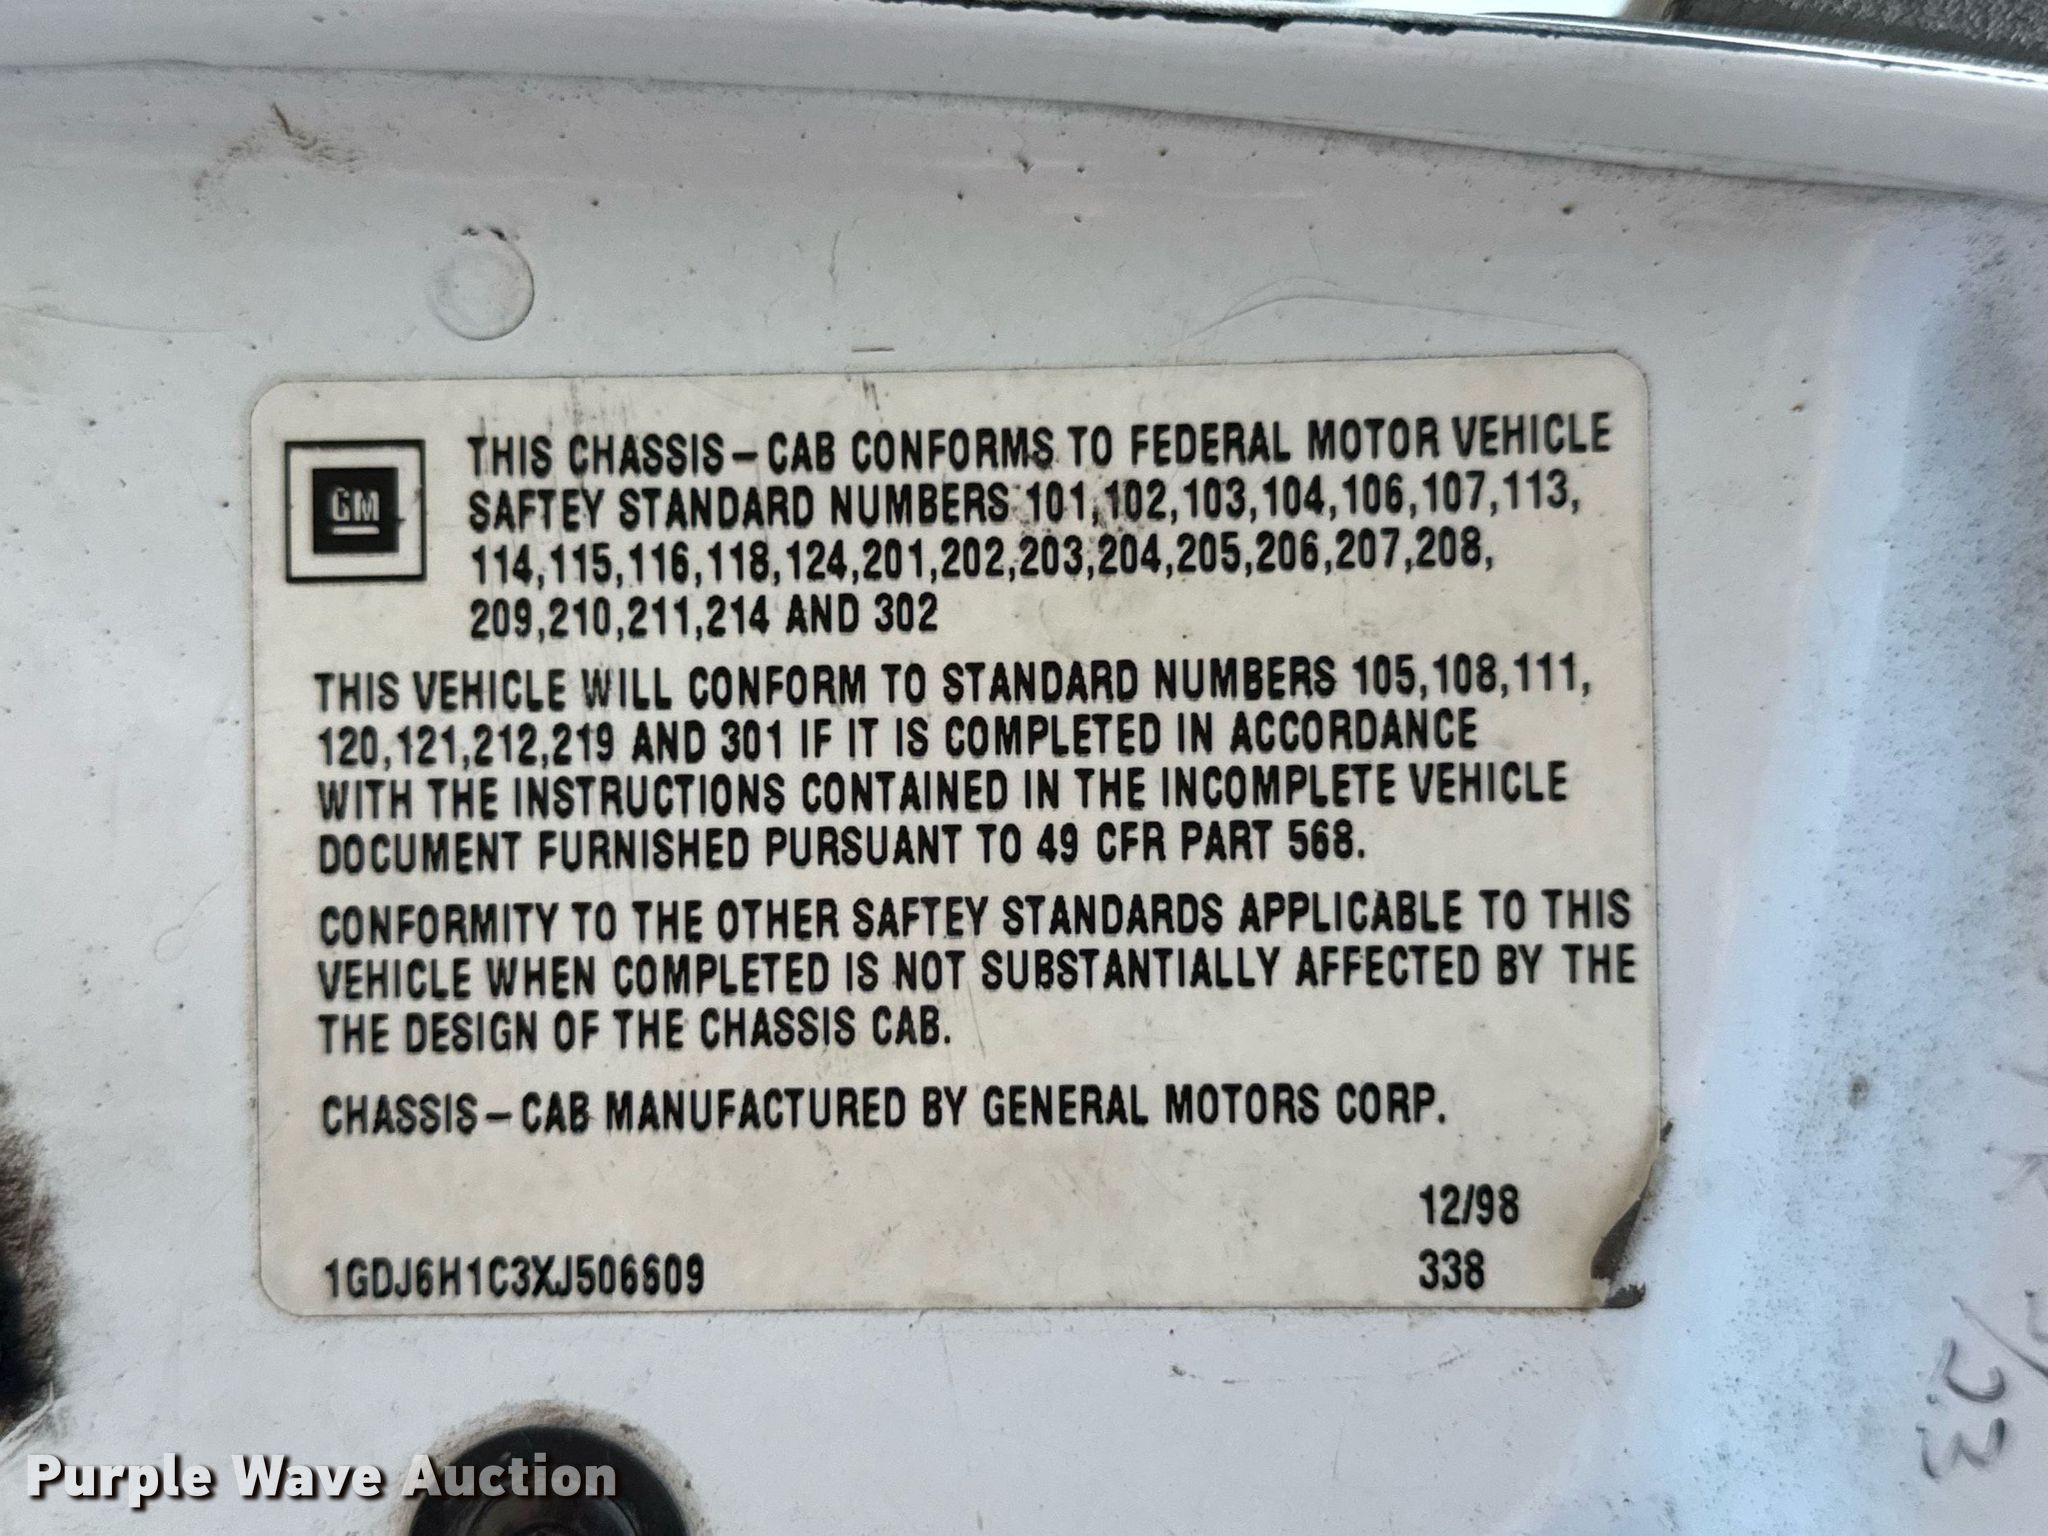 GM
THIS CHASSIS – CAB CONFORMS TO FEDERAL MOTOR VEHICLE
SAFTEY STANDARD NUMBERS 101,102,103,104,106,107,113,
114,115,116,118,124,201,202,203,204,205,206,207,208,
209,210,211,214 AND 302
THIS VEHICLE WILL CONFORM TO STANDARD NUMBERS 105,108,111,
120,121,212,219 AND 301 IF IT IS COMPLETED IN ACCORDANCE
WITH THE INSTRUCTIONS CONTAINED IN THE INCOMPLETE VEHICLE
DOCUMENT FURNISHED PURSUANT TO 49 CFR PART 568.
CONFORMITY TO THE OTHER SAFTEY STANDARDS APPLICABLE TO THIS
VEHICLE WHEN COMPLETED IS NOT SUBSTANTIALLY AFFECTED BY THE
THE DESIGN OF THE CHASSIS CAB.
CHASSIS – CAB MANUFACTURED BY GENERAL MOTORS CORP.
12/98
1GDJ6H1C3XJ506609 338
Purple Wave Auction